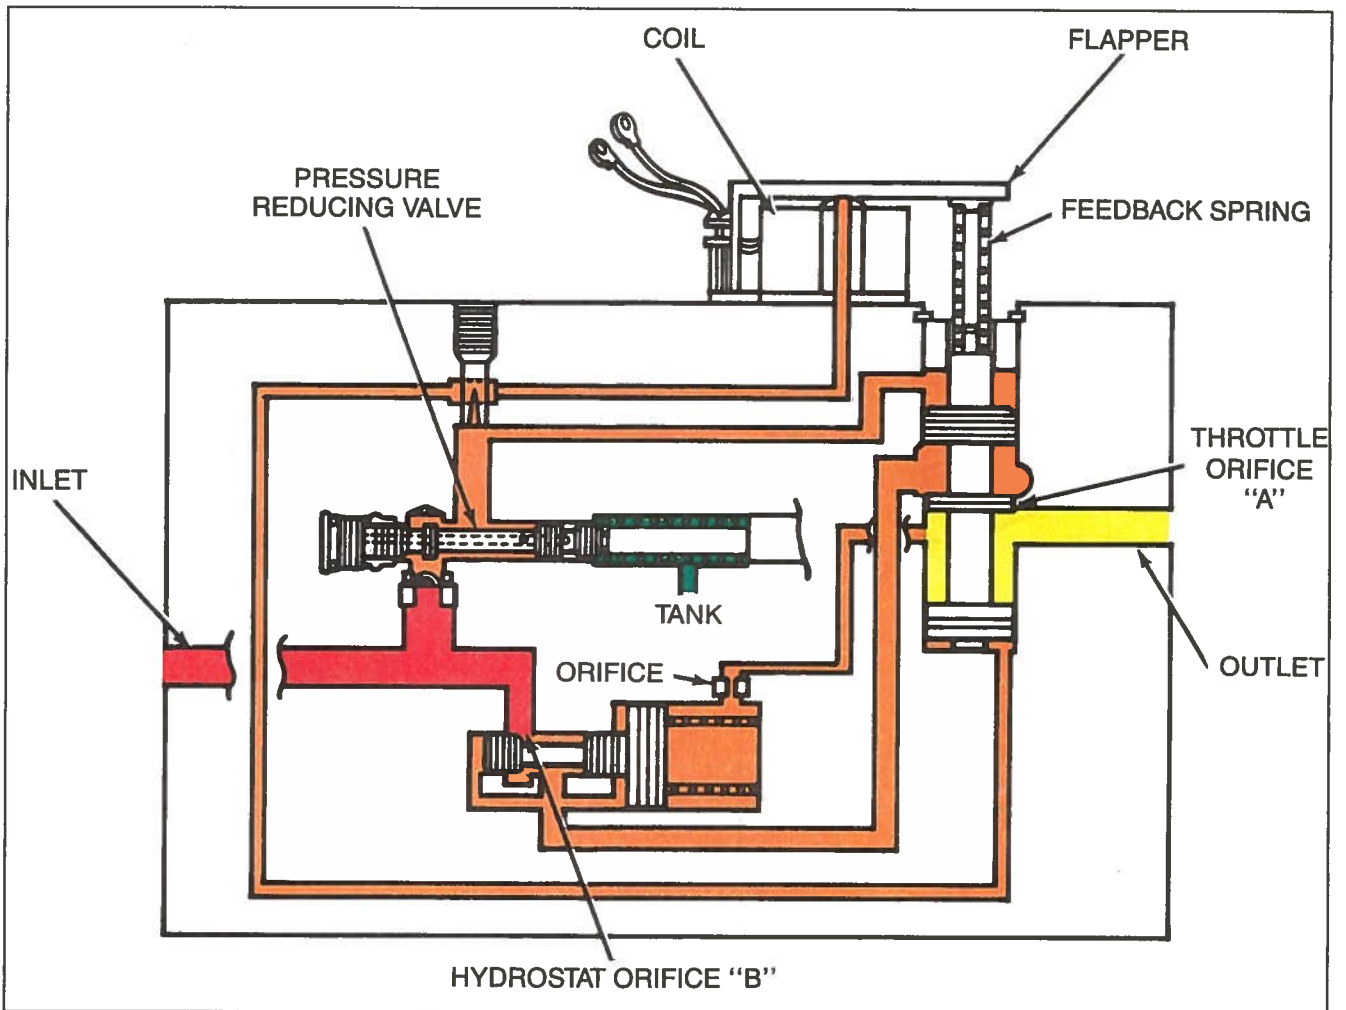 COIL
FLAPPER
PRESSURE
REDUCING VALVE
FEEDBACK SPRING
THROTTLE
ORIFICE
"A"
INLET
TANK
ORIFICE
OUTLET
HYDROSTAT ORIFICE "B"